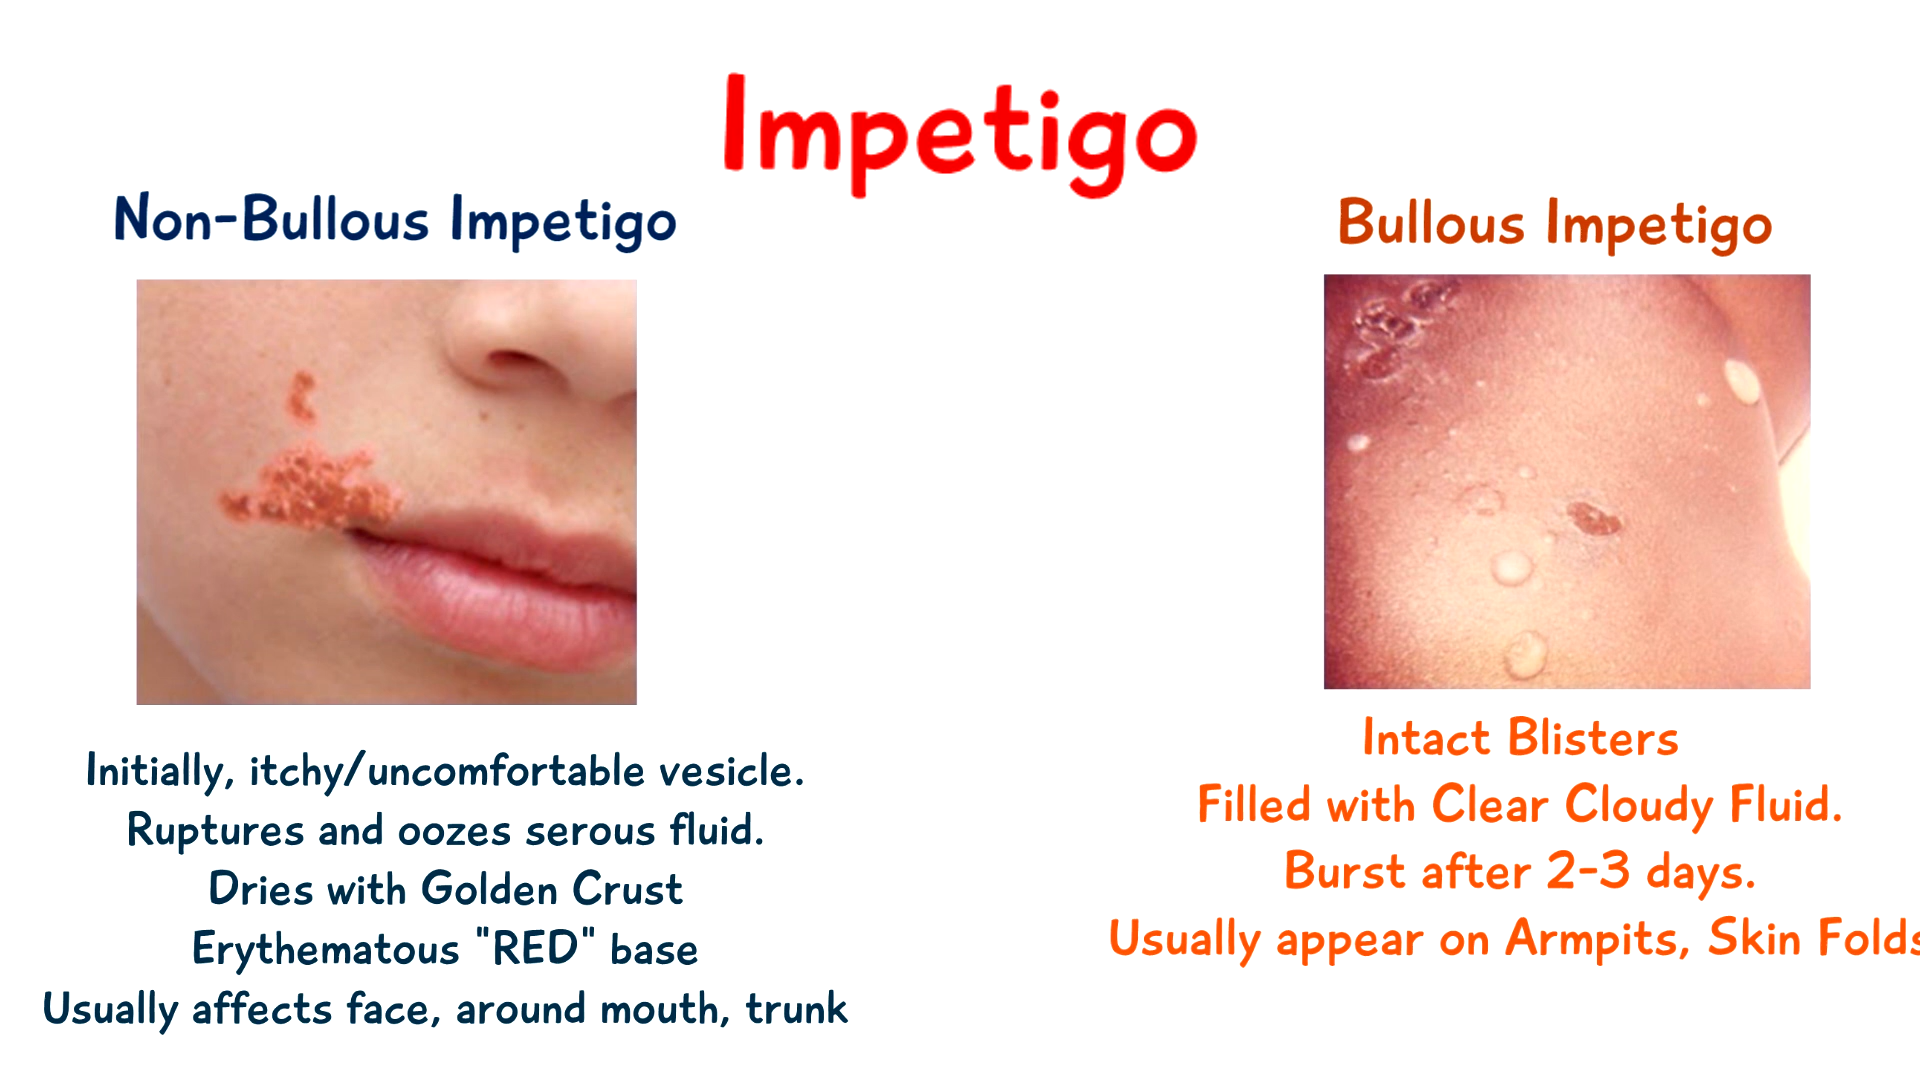 Impetigo
Non-Bullous Impetigo
Initially, itchy/uncomfortable vesicle.
Ruptures and oozes serous fluid.
Dries with Golden Crust
Erythematous "RED" base
Usually affects face, around mouth, trunk
Bullous Impetigo
Intact Blisters
Filled with Clear Cloudy Fluid.
Burst after 2-3 days.
Usually appear on Armpits, Skin Folds